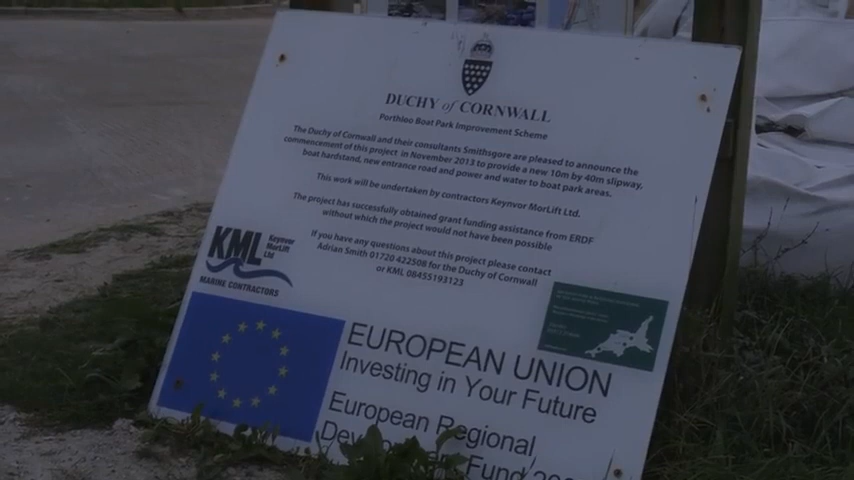 DUCHY of CORNWALL
Porthloo Boat Park Improvement Scheme
The Duchy of Cornwall and their consultants Smithsgore are pleased to announce the
commencement of this project in November 2013 to provide a new 10m by 40m slipway,
boat hardstand, new entrance road and power and water to boat park areas.
This work will be undertaken by contractors Keynvor MorLift Ltd.
The project has successfully obtained grant funding assistance from ERDF
without which the project would not have been possible
If you have any questions about this project please contact
Adrian Smith 01720 422508 for the Duchy of Cornwall
or KML 08455193123
KML Keynvor
MorLift
Ltd
MARINE CONTRACTORS
EUROPEAN UNION
Investing in Your Future
European Regional
Fund